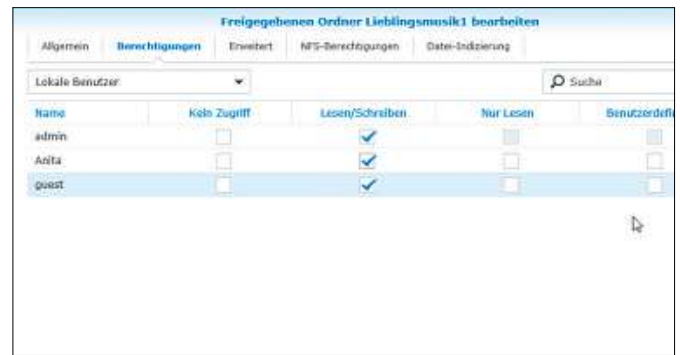 Freigegebenen Ordner Lieblingsmusik1 bearbeiten
Allgemein Berechtigungen Erweitert NFS-Berechtigungen Datei-Indizierung
Lokale Benutzer Suche
Name Kein Zugriff Lesen/Schreiben Nur Lesen Benutzerdefi
admin
Anita
guest